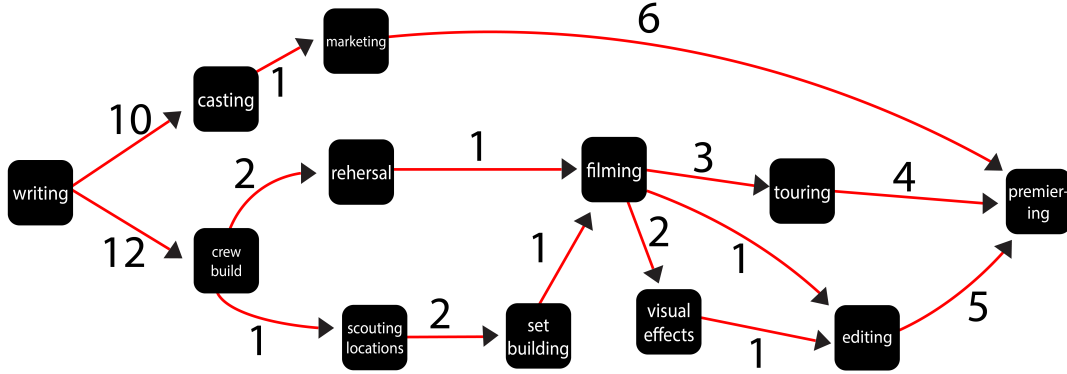 6
marketing
1
casting
10
writing
12
2
rehersal
1
filming
3
touring
4
premier-
ing
crew
build
1
scouting
locations
2
set
building
1
2
visual
effects
1
1
editing
5